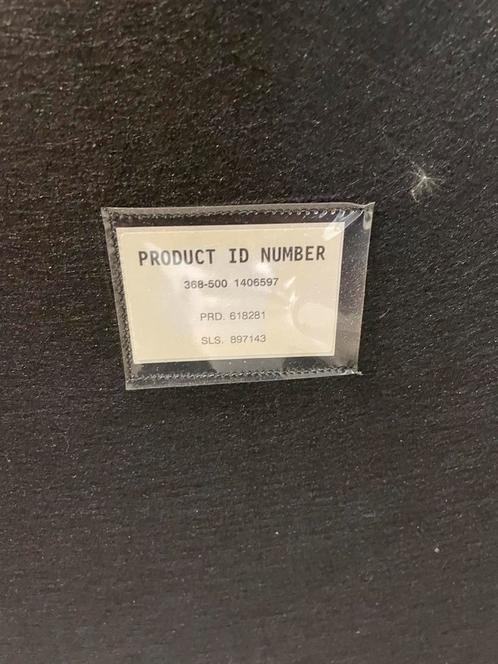 PRODUCT ID NUMBER
368-500 1406597
PRD. 618281
SLS. 897143